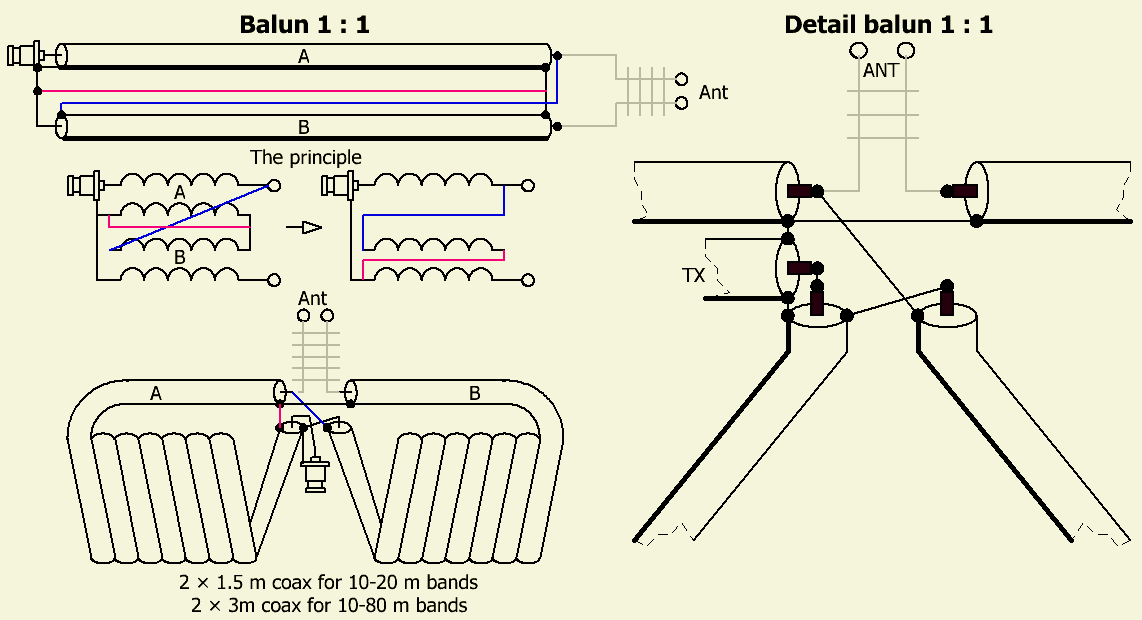 Balun 1 : 1
A
B
Ant
The principle
A
B
Ant
A
B
2 × 1.5 m coax for 10-20 m bands
2 × 3m coax for 10-80 m bands
Detail balun 1 : 1
ANT
TX